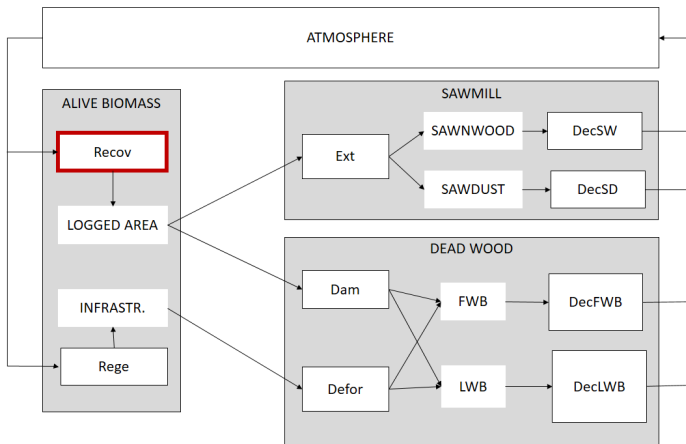 ATMOSPHERE
ALIVE BIOMASS
Recov
LOGGED AREA
INFRASTR.
Rege
SAWMILL
Ext
SAWNWOOD
DecSW
SAWDUST
DecSD
DEAD WOOD
Dam
FWB
DecFWB
Defor
LWB
DecLWB